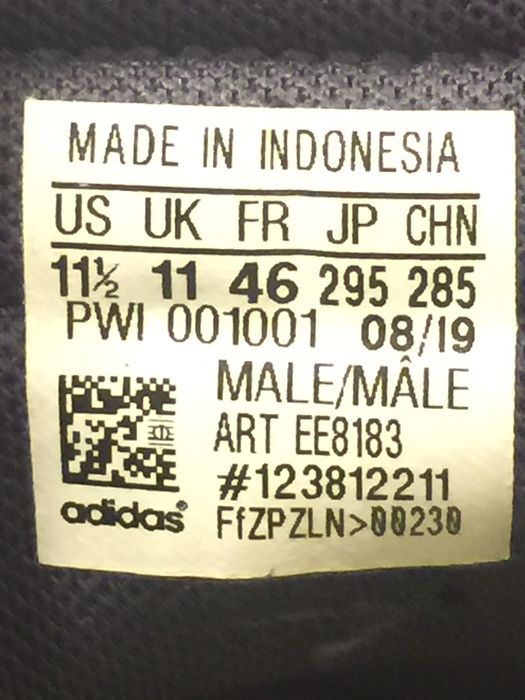 MADE IN INDONESIA
US UK FR JP CHN
11½ 11 46 295 285
PWI 001001 08/19
MALE/MÂLE
ART EE8183
#123812211
adidas® FfZPZLN>00230